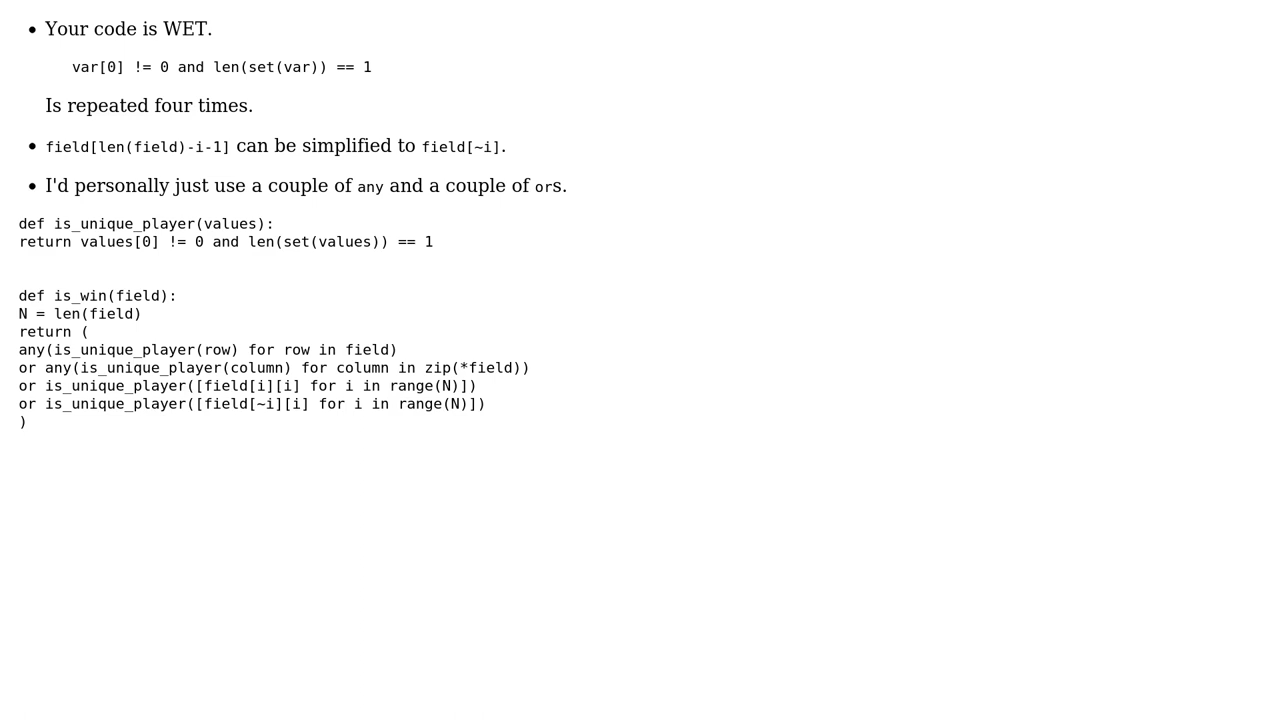 • Your code is WET.
var[0] != 0 and len(set(var)) == 1
Is repeated four times.
• field[len(field)-i-1] can be simplified to field[~i].
• I'd personally just use a couple of any and a couple of ors.
def is_unique_player(values):
return values[0] != 0 and len(set(values)) == 1
def is_win(field):
N = len(field)
return (
any(is_unique_player(row) for row in field)
or any(is_unique_player(column) for column in zip(*field))
or is_unique_player([field[i][i] for i in range(N)])
or is_unique_player([field[~i][i] for i in range(N)])
)